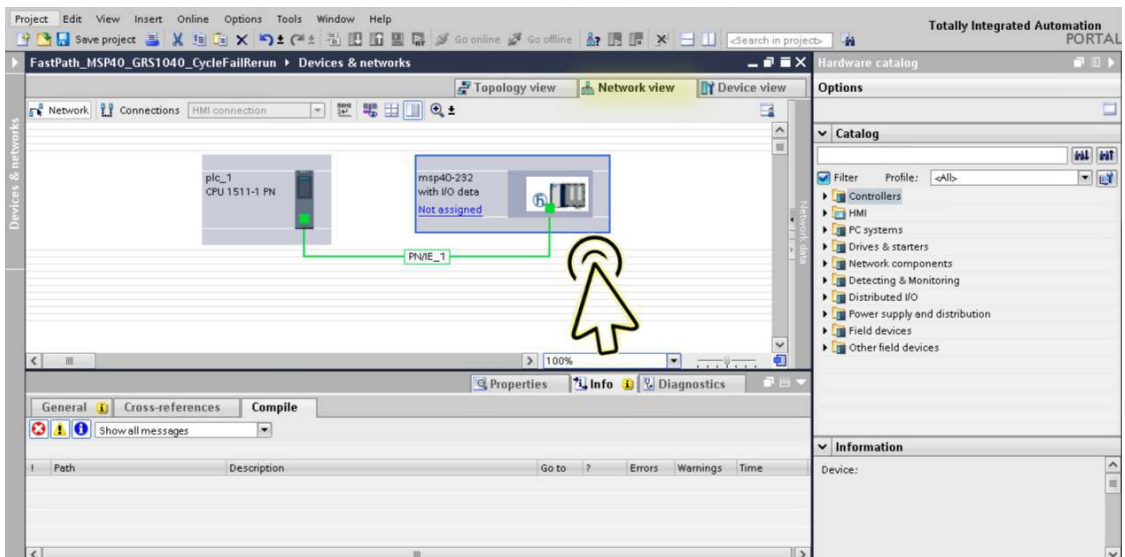 Project Edit View Insert Online Options Tools Window Help
Totally Integrated Automation
PORTAL
Save project Go online Go offline <Search in project>
FastPath_MSP40_GRS1040_CycleFailRerun Devices & networks
Hardware catalog
Topology view Network view Device view
Options
Network Connections HMI connection
Devices & networks
Catalog
plc_1
CPU 1511-1 PN
msp40-232
with I/O data
Not assigned
PN/IE_1
Network data
Filter Profile: <All>
Controllers
HMI
PC systems
Drives & starters
Network components
Detecting & Monitoring
Distributed I/O
Power supply and distribution
Field devices
Other field devices
100%
Properties Info Diagnostics
General Cross-references Compile
Show all messages
! Path Description Go to ? Errors Warnings Time
Information
Device: